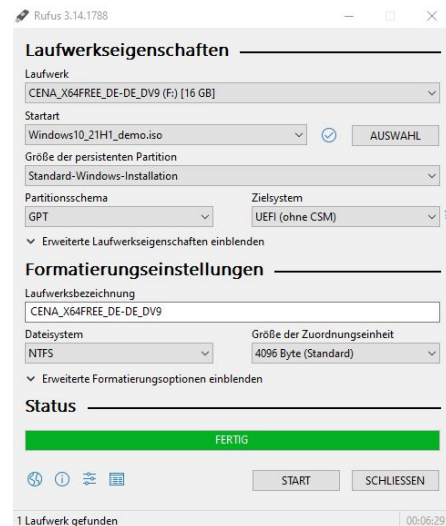 Rufus 3.14.1788
Laufwerkseigenschaften
Laufwerk
CENA_X64FREE_DE-DE_DV9 (F:) [16 GB]
Startart
Windows10_21H1_demo.iso
AUSWAHL
Größe der persistenten Partition
Standard-Windows-Installation
Partitionsschema Zielsystem
GPT UEFI (ohne CSM)
Erweiterte Laufwerkseigenschaften einblenden
Formatierungseinstellungen
Laufwerksbezeichnung
CENA_X64FREE_DE-DE_DV9
Dateisystem Größe der Zuordnungseinheit
NTFS 4096 Byte (Standard)
Erweiterte Formatierungsoptionen einblenden
Status
FERTIG
START SCHLIESSEN
1 Laufwerk gefunden 00:06:29